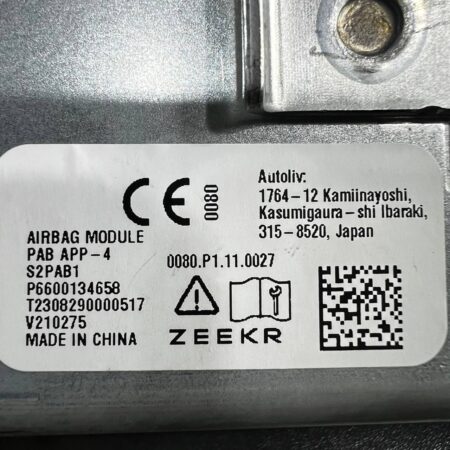 CE 0080
Autoliv:
1764-12 Kamiinayoshi,
Kasumigaura-shi Ibaraki,
315-8520, Japan
AIRBAG MODULE
PAB APP-4
S2PAB1
P6600134658
T2308290000517
V210275
MADE IN CHINA
0080.P1.11.0027
ZEEKR